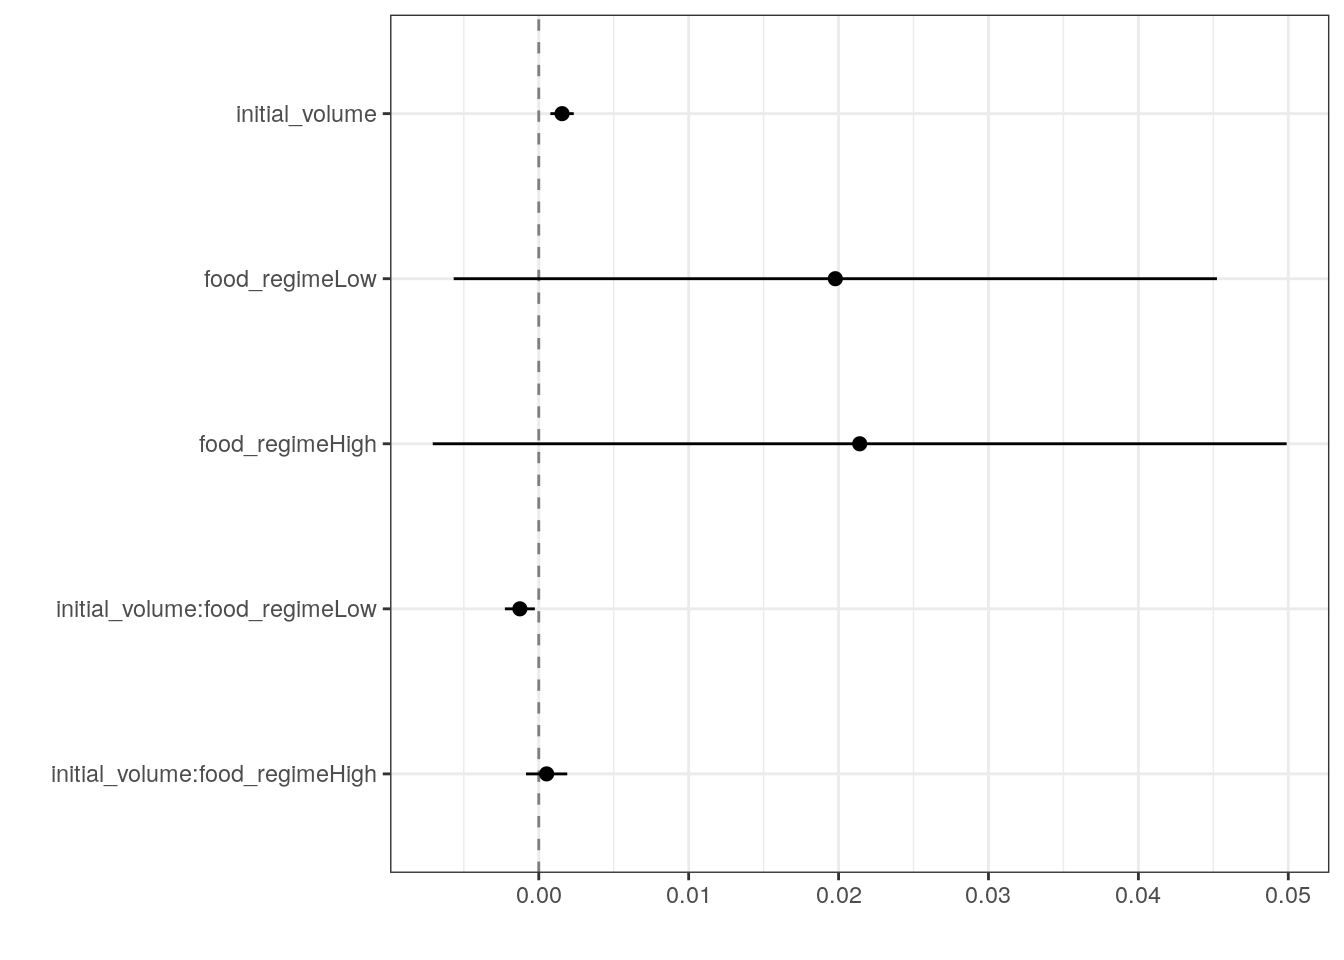 initial_volume
food_regimeLow
food_regimeHigh
initial_volume:food_regimeLow
initial_volume:food_regimeHigh
0.00 0.01 0.02 0.03 0.04 0.05